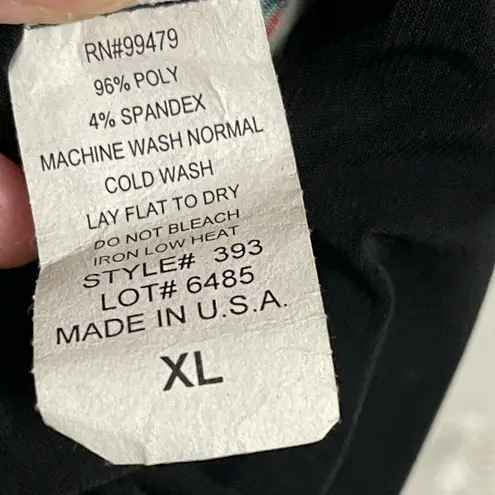 RN#99479
96% POLY
4% SPANDEX
MACHINE WASH NORMAL
COLD WASH
LAY FLAT TO DRY
DO NOT BLEACH
IRON LOW HEAT
STYLE# 393
LOT# 6485
MADE IN U.S.A.
XL